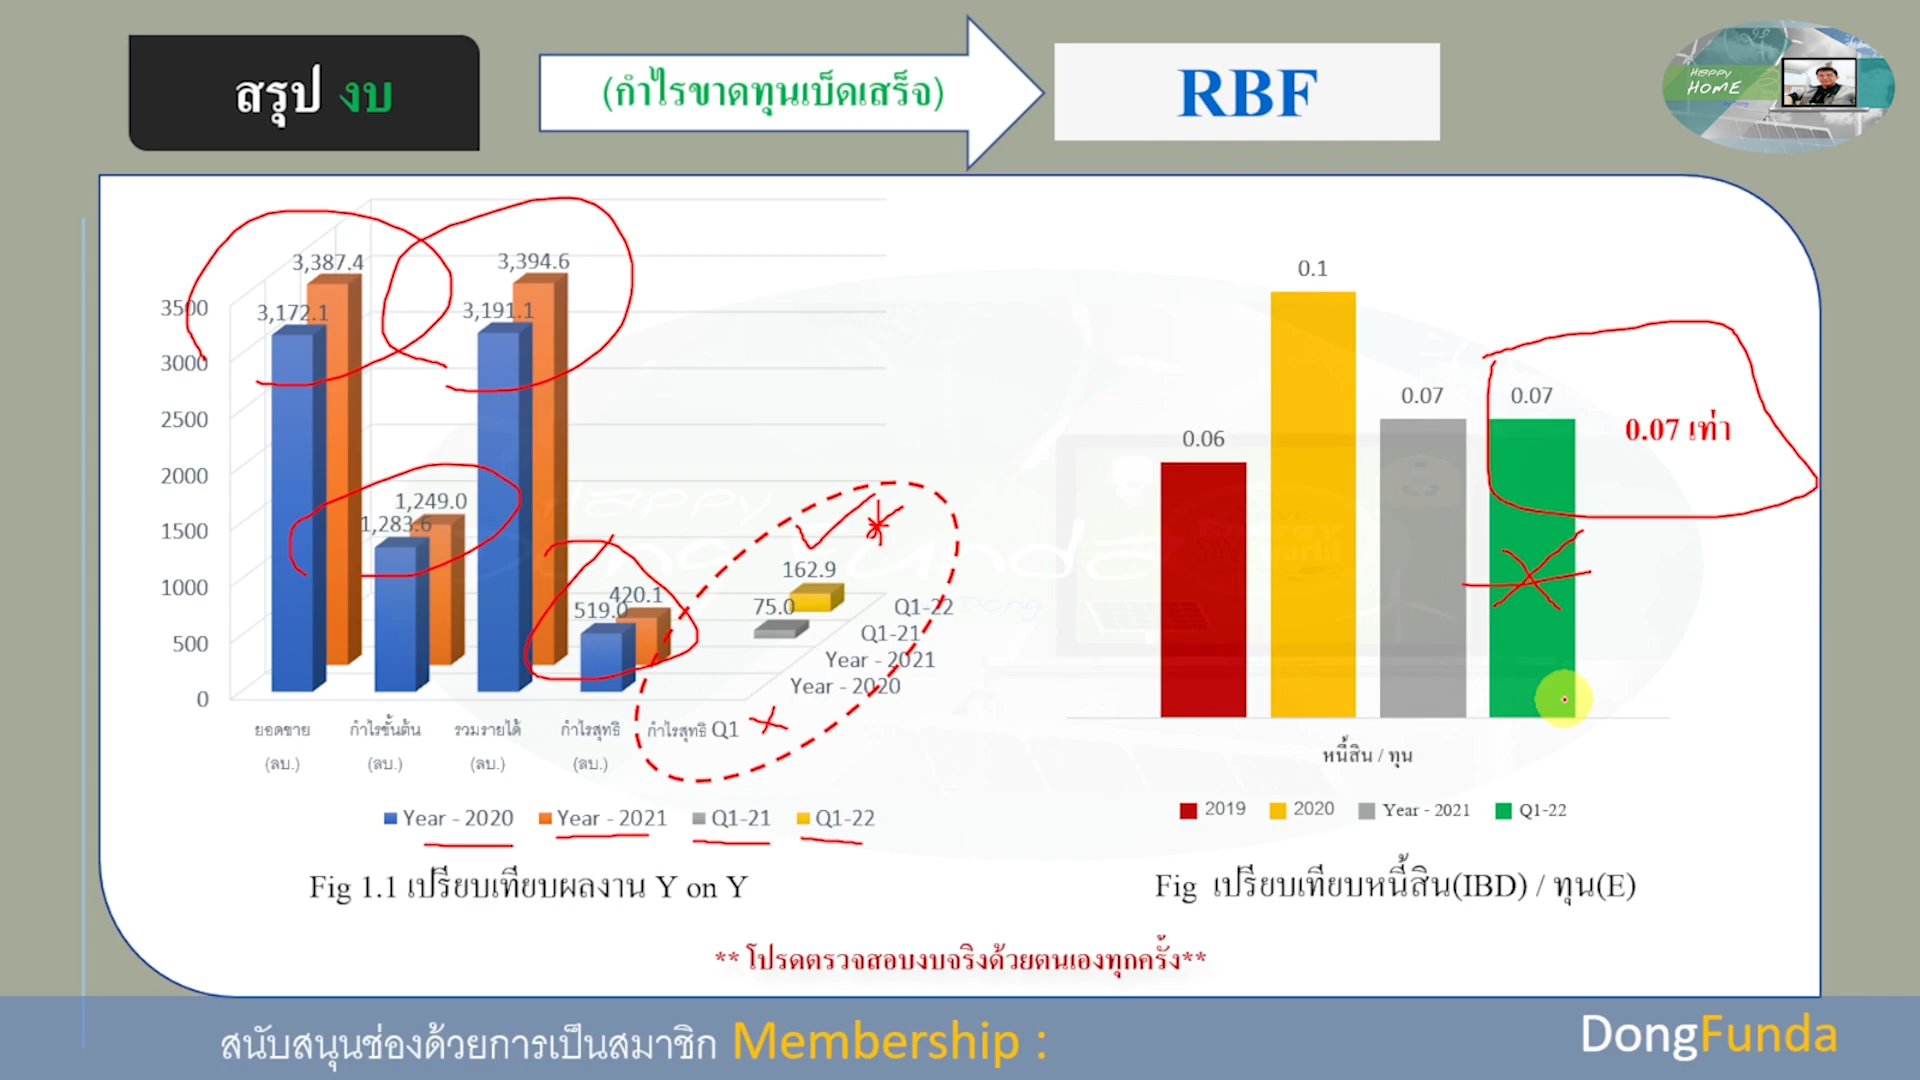 สรุป งบ
(กำไรขาดทุนเบ็ดเสร็จ)
RBF
Happy
HOME
3500
3000
2500
2000
1500
1000
500
0
3,387.4
3,172.1
3,394.6
3,191.1
1,249.0
1,283.6
420.1
519.0
162.9
75.0
Q1-22
Q1-21
Year - 2021
Year - 2020
ยอดขาย (ลบ.)
กำไรขั้นต้น (ลบ.)
รวมรายได้ (ลบ.)
กำไรสุทธิ (ลบ.)
กำไรสุทธิ Q1
Year - 2020 Year - 2021 Q1-21 Q1-22
Fig 1.1 เปรียบเทียบผลงาน Y on Y
0.06
0.1
0.07
0.07
0.07 เท่า
หนี้สิน / ทุน
2019 2020 Year - 2021 Q1-22
Fig เปรียบเทียบหนี้สิน(IBD) / ทุน(E)
** โปรดตรวจสอบงบจริงด้วยตนเองทุกครั้ง**
สนับสนุนช่องด้วยการเป็นสมาชิก Membership :
DongFunda